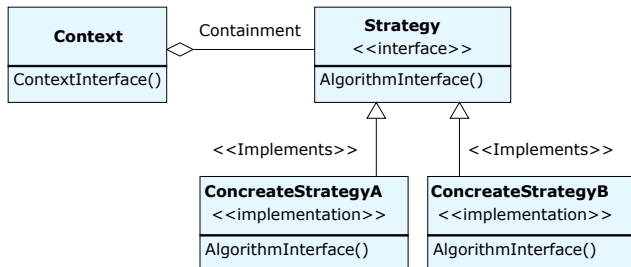 Context
ContextInterface()
Containment
Strategy
<<interface>>
AlgorithmInterface()
<<Implements>>
<<Implements>>
ConcreateStrategyA
<<implementation>>
AlgorithmInterface()
ConcreateStrategyB
<<implementation>>
AlgorithmInterface()